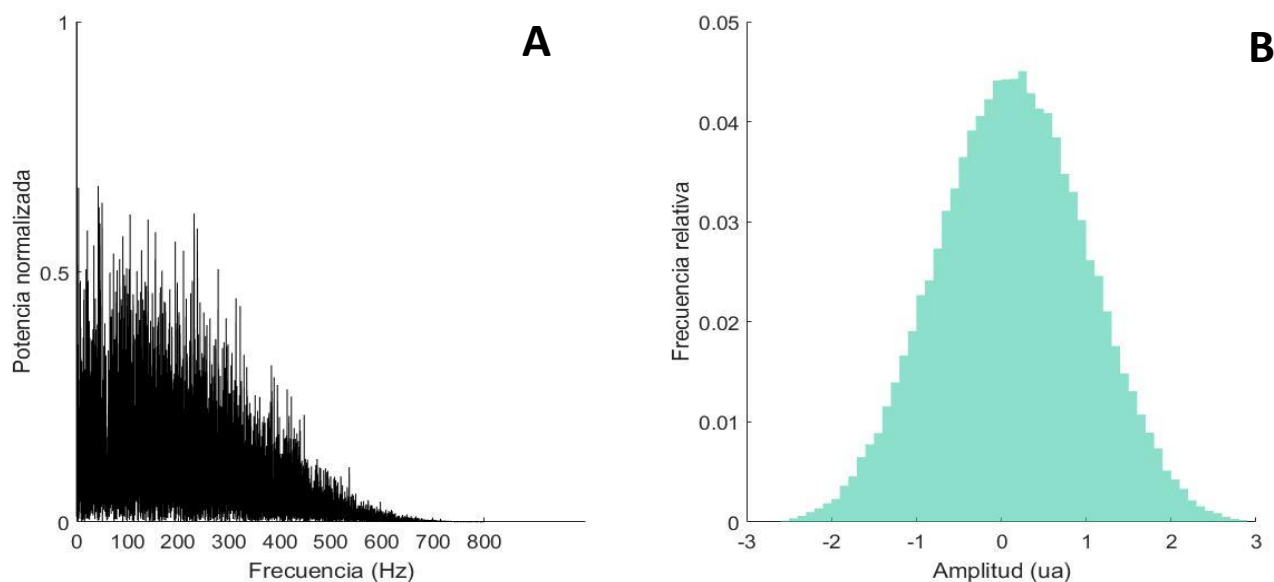 A
Potencia normalizada
1
0.5
0
0 100 200 300 400 500 600 700 800
Frecuencia (Hz)
B
Frecuencia relativa
0.05
0.04
0.03
0.02
0.01
0
-3 -2 -1 0 1 2 3
Amplitud (ua)